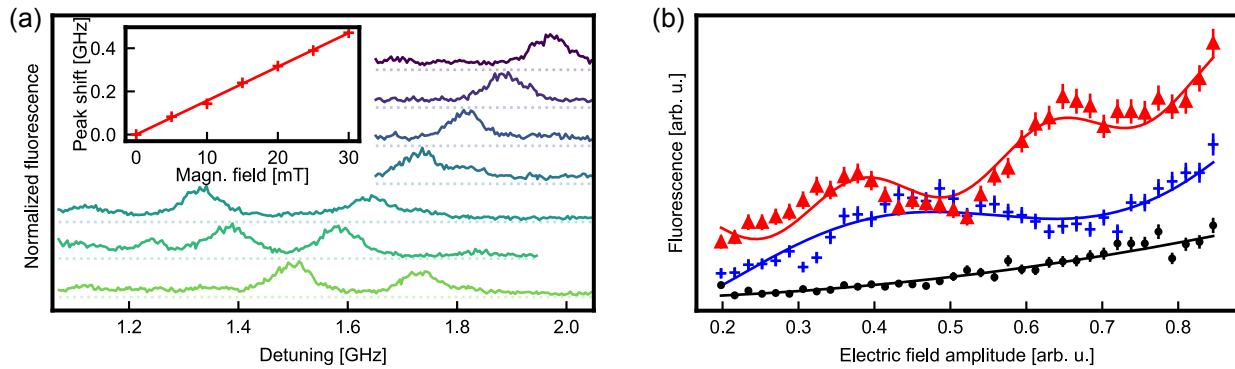 (a)
Normalized fluorescence
Peak shift [GHz]
0.4
0.0
0 10 20 30
Magn. field [mT]
1.2 1.4 1.6 1.8 2.0
Detuning [GHz]
(b)
Fluorescence [arb. u.]
0.2 0.3 0.4 0.5 0.6 0.7 0.8
Electric field amplitude [arb. u.]